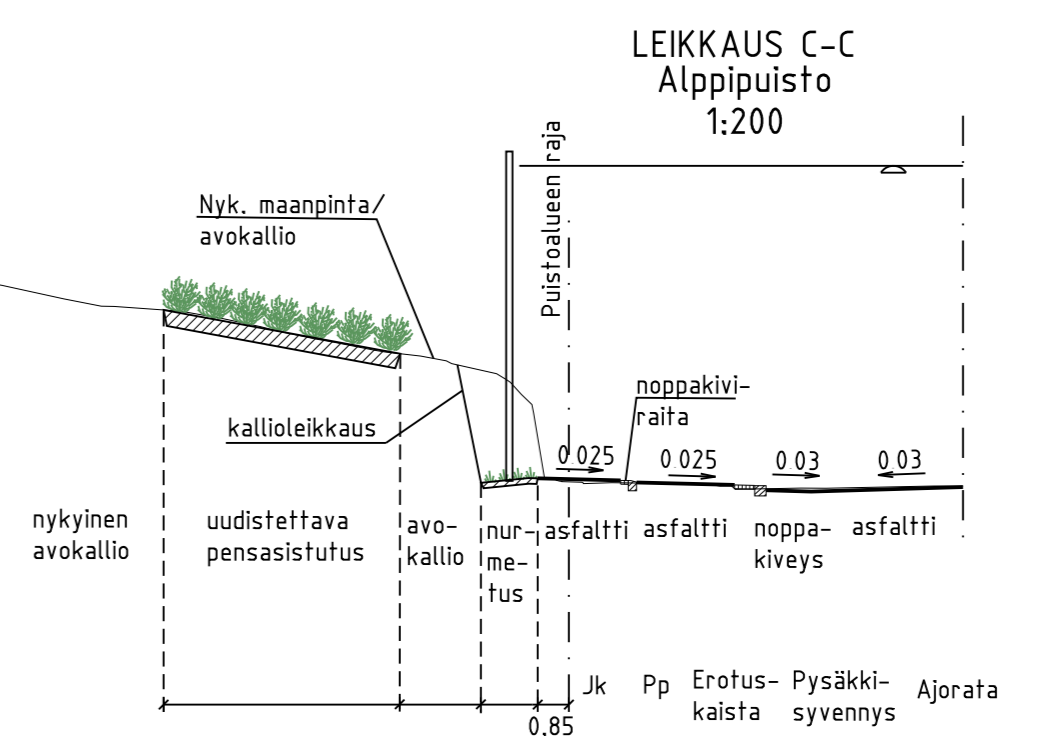 LEIKKAUS C-C
Alppipuisto
1:200
Puistoalueen raja
Nyk. maanpinta/
avokallio
noppakivi-
raita
kallioleikkaus
0.025
0.025
0.03
0.03
nykyinen
avokallio
uudistettava
pensasistutus
avo-
kallio
nur-
me-
tus
asfaltti
asfaltti
noppa-
kiveys
asfaltti
Jk
Pp
Erotus-
kaista
Pysäkki-
syvennys
Ajorata
0.85